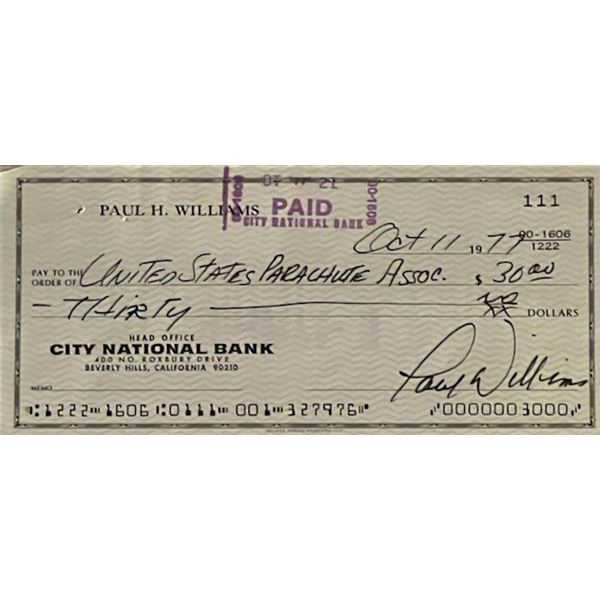 PAUL H. WILLIAMS
PAID
CITY NATIONAL BANK
00-1608
111
Oct 11 1977
90-1606
1222
PAY TO THE
ORDER OF United States Parachute Assoc. $ 30.00
Thirty DOLLARS
HEAD OFFICE
CITY NATIONAL BANK
400 NO. ROXBURY DRIVE
BEVERLY HILLS, CALIFORNIA 90210
Paul Williams
MEMO
1222 1606 0111 001 327976 0000003000